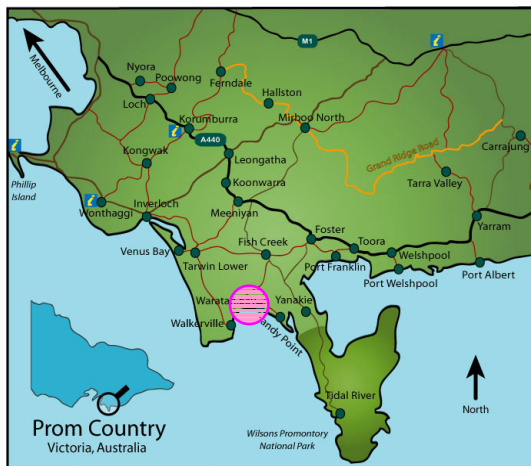 M1
Melbourne
Nyora
Poowong
Ferndale
Hallston
Loch
Korumburra
Mirboo North
A440
Carrajung
Grand Ridge Road
Kongwak
Leongatha
Phillip
Island
Koonwarra
Tarra Valley
Wonthaggi
Inverloch
Meeniyan
Yarram
Foster
Toora
Venus Bay
Fish Creek
Welshpool
Tarwin Lower
Port Franklin
Port Albert
Port Welshpool
Yanakie
Walkerville
Point
Tidal River
North
Prom Country
Victoria, Australia
Wilsons Promontory
National Park